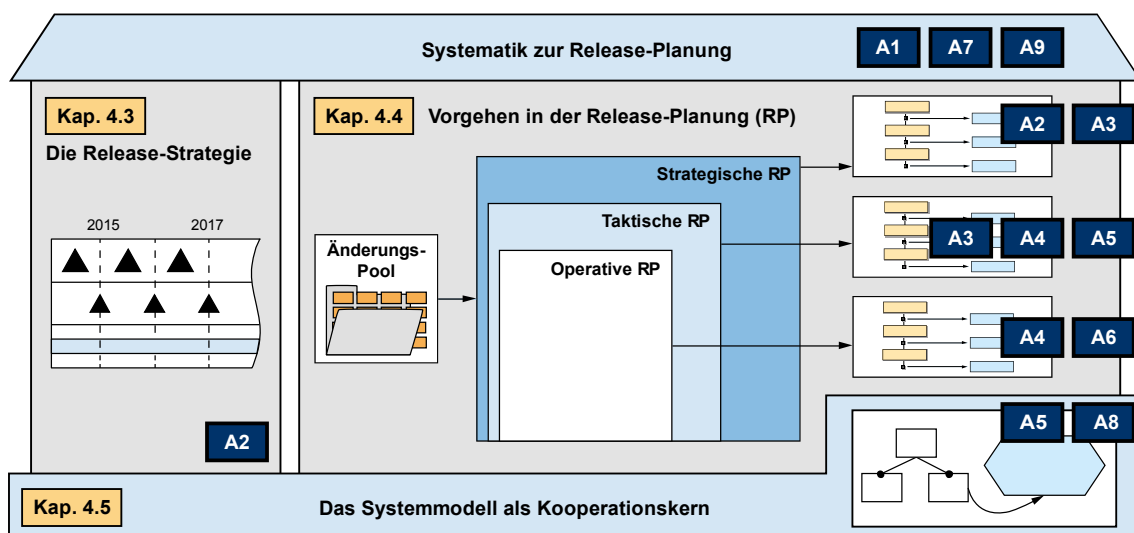 Systematik zur Release-Planung
A1 A7 A9
Kap. 4.3
Die Release-Strategie
2015 2017
A2
Kap. 4.4 Vorgehen in der Release-Planung (RP)
Änderungs-
Pool
Strategische RP
Taktische RP
Operative RP
A2 A3
A3 A4 A5
A4 A6
A5 A8
Kap. 4.5
Das Systemmodell als Kooperationskern